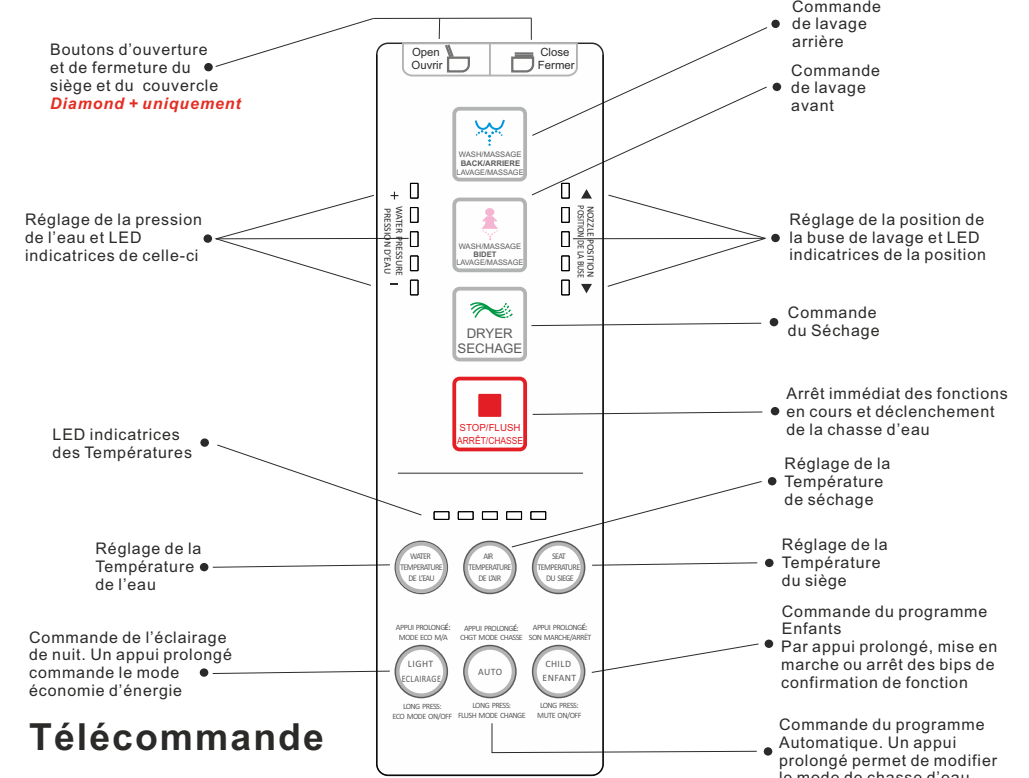 Boutons d'ouverture
et de fermeture du
siège et du couvercle
Diamond + uniquement
Réglage de la pression
de l'eau et LED
indicatrices de celle-ci
LED indicatrices
des Températures
Réglage de la
Température
de l'eau
Commande de l'éclairage
de nuit. Un appui prolongé
commande le mode
économie d'énergie
Télécommande
Open
Ouvrir
Close
Fermer
WASH/MASSAGE
BACK/ARRIERE
LAVAGE/MASSAGE
+ WATER PRESSURE –
PRESSION D'EAU
WASH/MASSAGE
BIDET
LAVAGE/MASSAGE
▲ NOZZLE POSITION ▼
POSITION DE LA BUSE
DRYER
SECHAGE
STOP/FLUSH
ARRÊT/CHASSE
WATER
TEMPERATURE
DE L'EAU
AIR
TEMPERATURE
DE L'AIR
SEAT
TEMPERATURE
DU SIEGE
APPUI PROLONGÉ:
MODE ECO M/A
LIGHT
ÉCLAIRAGE
LONG PRESS:
ECO MODE ON/OFF
APPUI PROLONGÉ:
CHGT MODE CHASSE
AUTO
LONG PRESS:
FLUSH MODE CHANGE
APPUI PROLONGÉ:
SON MARCHE/ARRÊT
CHILD
ENFANT
LONG PRESS:
MUTE ON/OFF
Commande
de lavage
arrière
Commande
de lavage
avant
Réglage de la position de
la buse de lavage et LED
indicatrices de la position
Commande
du Séchage
Arrêt immédiat des fonctions
en cours et déclenchement
de la chasse d'eau
Réglage de la
Température
de séchage
Réglage de la
Température
du siège
Commande du programme
Enfants
Par appui prolongé, mise en
marche ou arrêt des bips de
confirmation de fonction
Commande du programme
Automatique. Un appui
prolongé permet de modifier
le mode de chasse d'eau